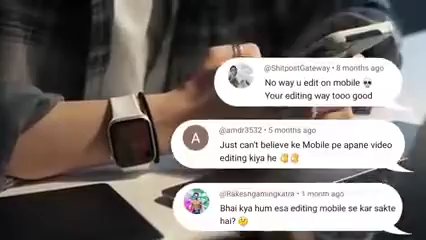 @ShitpostGateway • 8 months ago
No way u edit on mobile 💀
Your editing way tooo good
A
@amdr3532 • 5 months ago
Just can't believe ke Mobile pe apane video
editing kiya he 👏👏
@Rakesngamingkatra • 1 month ago
Bhai kya hum esa editing mobile se kar sakte
hai? 🤔